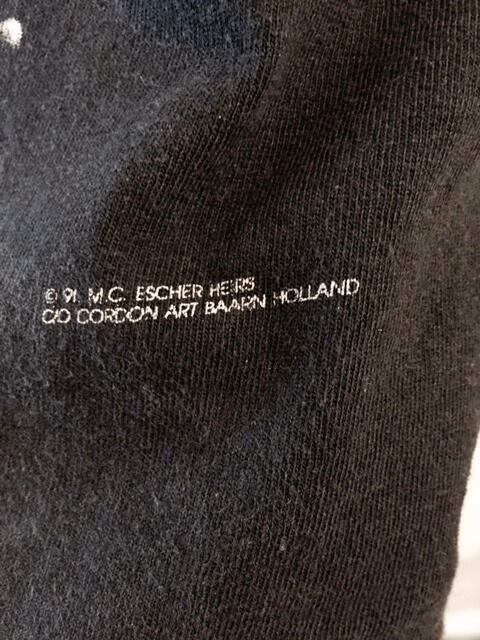 © 91 M.C. ESCHER HEIRS
C/O CORDON ART BAARN HOLLAND